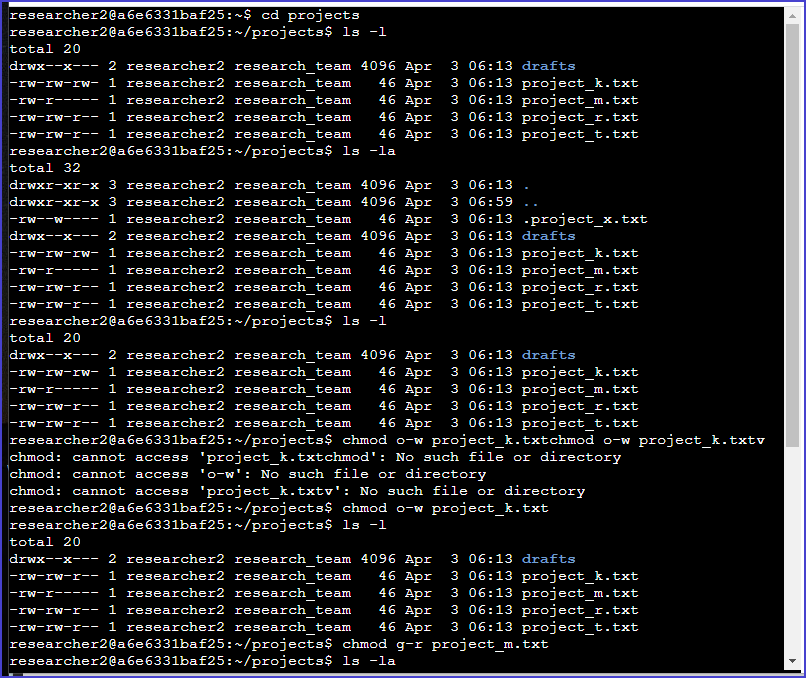 researcher2@a6e6331baf25:~$ cd projects
researcher2@a6e6331baf25:~/projects$ ls -l
total 20
drwx--x--- 2 researcher2 research_team 4096 Apr  3 06:13 drafts
-rw-rw-rw- 1 researcher2 research_team   46 Apr  3 06:13 project_k.txt
-rw-r----- 1 researcher2 research_team   46 Apr  3 06:13 project_m.txt
-rw-rw-r-- 1 researcher2 research_team   46 Apr  3 06:13 project_r.txt
-rw-rw-r-- 1 researcher2 research_team   46 Apr  3 06:13 project_t.txt
researcher2@a6e6331baf25:~/projects$ ls -la
total 32
drwxr-xr-x 3 researcher2 research_team 4096 Apr  3 06:13 .
drwxr-xr-x 3 researcher2 research_team 4096 Apr  3 06:59 ..
-rw--w---- 1 researcher2 research_team   46 Apr  3 06:13 .project_x.txt
drwx--x--- 2 researcher2 research_team 4096 Apr  3 06:13 drafts
-rw-rw-rw- 1 researcher2 research_team   46 Apr  3 06:13 project_k.txt
-rw-r----- 1 researcher2 research_team   46 Apr  3 06:13 project_m.txt
-rw-rw-r-- 1 researcher2 research_team   46 Apr  3 06:13 project_r.txt
-rw-rw-r-- 1 researcher2 research_team   46 Apr  3 06:13 project_t.txt
researcher2@a6e6331baf25:~/projects$ ls -l
total 20
drwx--x--- 2 researcher2 research_team 4096 Apr  3 06:13 drafts
-rw-rw-rw- 1 researcher2 research_team   46 Apr  3 06:13 project_k.txt
-rw-r----- 1 researcher2 research_team   46 Apr  3 06:13 project_m.txt
-rw-rw-r-- 1 researcher2 research_team   46 Apr  3 06:13 project_r.txt
-rw-rw-r-- 1 researcher2 research_team   46 Apr  3 06:13 project_t.txt
researcher2@a6e6331baf25:~/projects$ chmod o-w project_k.txtchmod o-w project_k.txtv
chmod: cannot access 'project_k.txtchmod': No such file or directory
chmod: cannot access 'o-w': No such file or directory
chmod: cannot access 'project_k.txtv': No such file or directory
researcher2@a6e6331baf25:~/projects$ chmod o-w project_k.txt
researcher2@a6e6331baf25:~/projects$ ls -l
total 20
drwx--x--- 2 researcher2 research_team 4096 Apr  3 06:13 drafts
-rw-rw-r-- 1 researcher2 research_team   46 Apr  3 06:13 project_k.txt
-rw-r----- 1 researcher2 research_team   46 Apr  3 06:13 project_m.txt
-rw-rw-r-- 1 researcher2 research_team   46 Apr  3 06:13 project_r.txt
-rw-rw-r-- 1 researcher2 research_team   46 Apr  3 06:13 project_t.txt
researcher2@a6e6331baf25:~/projects$ chmod g-r project_m.txt
researcher2@a6e6331baf25:~/projects$ ls -la